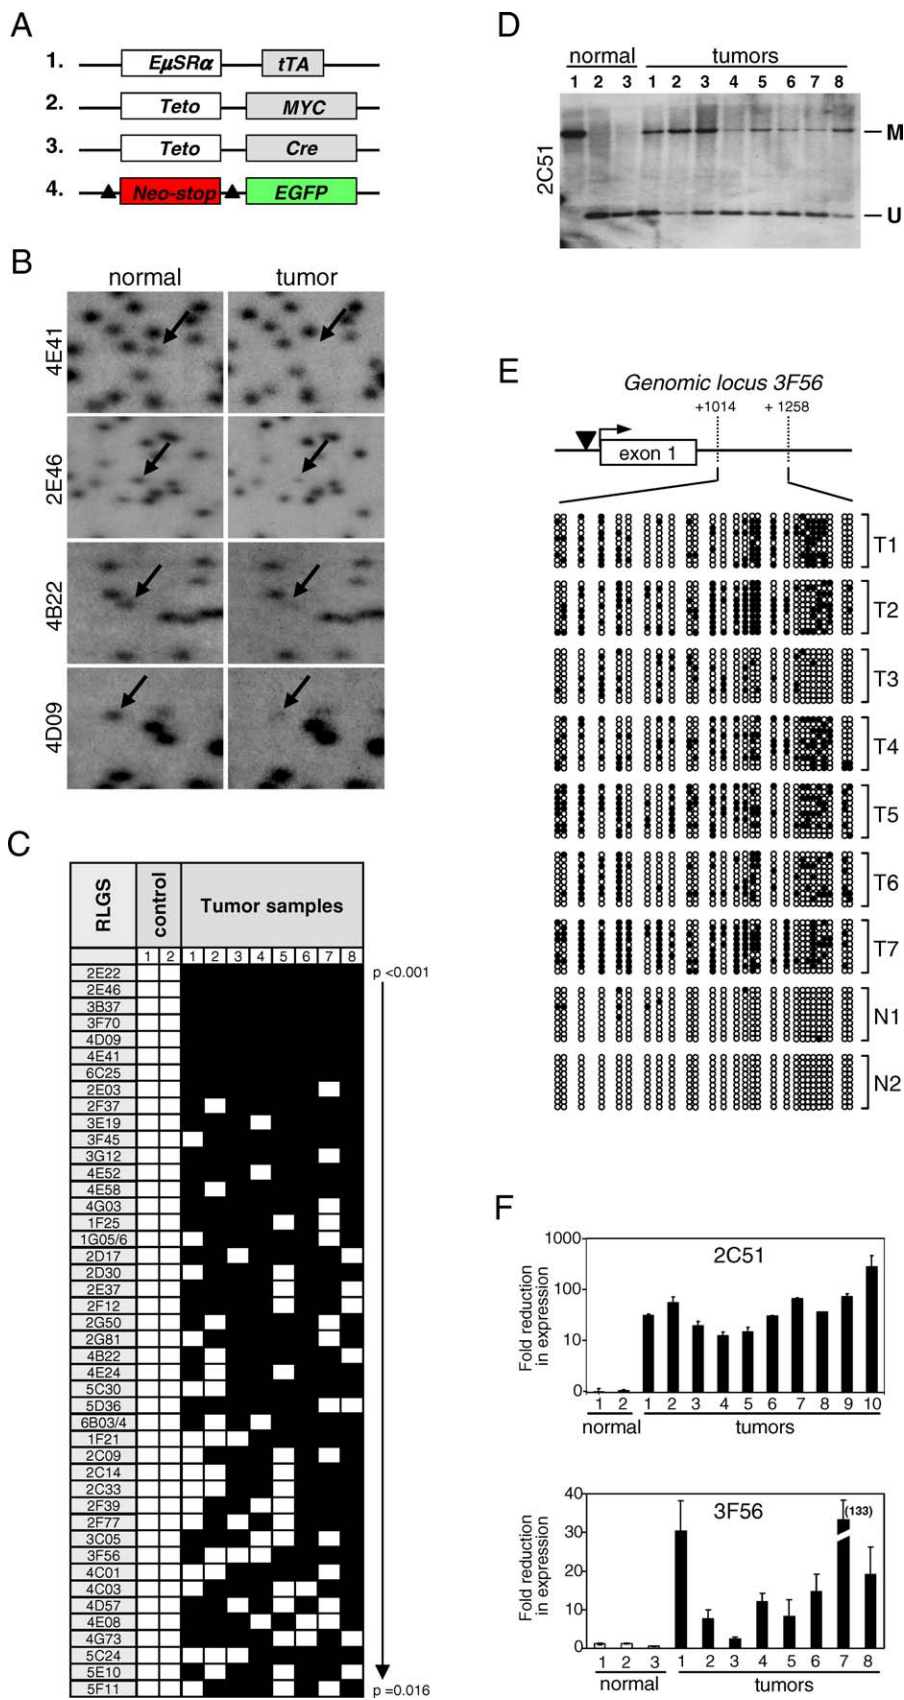 A
1. EμSRα tTA
2. Teto MYC
3. Teto Cre
4. Neo-stop EGFP
B
normal tumor
4E41
2E46
4B22
4D09
C
RLGS control Tumor samples
1 2 1 2 3 4 5 6 7 8
p <0.001
2E22
2E46
3B37
3F70
4D09
4E41
6C25
2E03
2F37
3E19
3F45
3G12
4E52
4E58
4G03
1F25
1G05/6
2D17
2D30
2E37
2F12
2G50
2G81
4B22
4E24
5C30
5D36
6B03/4
1F21
2C09
2C14
2C33
2F39
2F77
3C05
3F56
4C01
4C03
4D57
4E08
4G73
5C24
5E10
5F11
p =0.016
D
normal tumors
1 2 3 1 2 3 4 5 6 7 8
2C51
M
U
E
Genomic locus 3F56
+1014 + 1258
exon 1
T1
T2
T3
T4
T5
T6
T7
N1
N2
F
2C51
Fold reduction
in expression
1000
100
10
0
1 2 1 2 3 4 5 6 7 8 9 10
normal tumors
3F56
Fold reduction
in expression
40
30
20
10
0
(133)
1 2 3 1 2 3 4 5 6 7 8
normal tumors